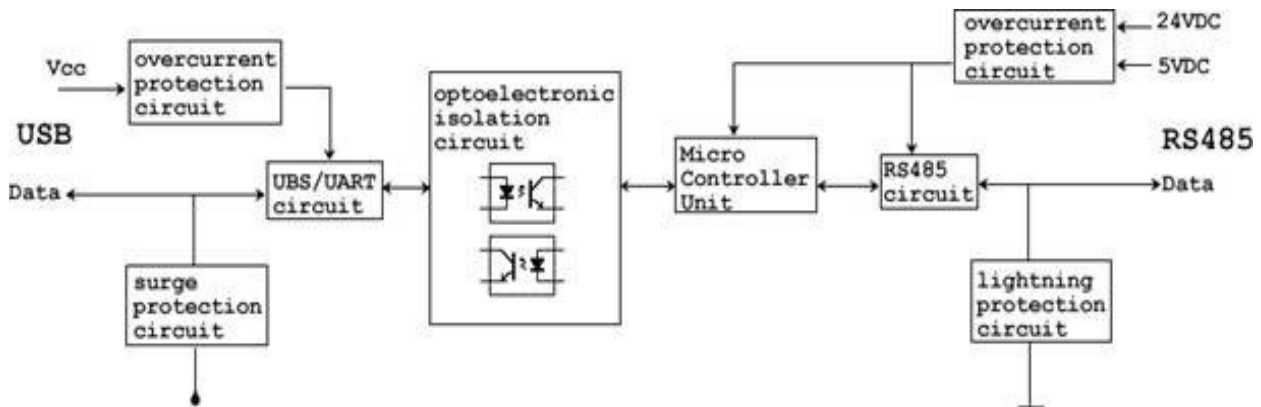 Vcc
overcurrent
protection
circuit
USB
Data
UBS/UART
circuit
surge
protection
circuit
optoelectronic
isolation
circuit
Micro
Controller
Unit
overcurrent
protection
circuit
24VDC
5VDC
RS485
RS485
circuit
Data
lightning
protection
circuit